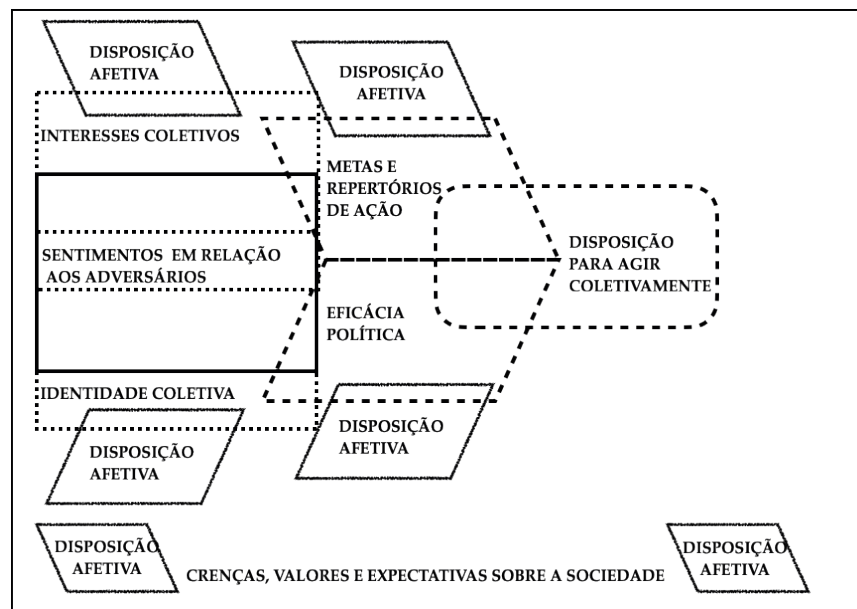 DISPOSIÇÃO
AFETIVA
DISPOSIÇÃO
AFETIVA
INTERESSES COLETIVOS
METAS E
REPERTÓRIOS
DE AÇÃO
SENTIMENTOS EM RELAÇÃO
AOS ADVERSÁRIOS
DISPOSIÇÃO
PARA AGIR
COLETIVAMENTE
EFICÁCIA
POLÍTICA
IDENTIDADE COLETIVA
DISPOSIÇÃO
AFETIVA
DISPOSIÇÃO
AFETIVA
DISPOSIÇÃO
AFETIVA
CRENÇAS, VALORES E EXPECTATIVAS SOBRE A SOCIEDADE
DISPOSIÇÃO
AFETIVA